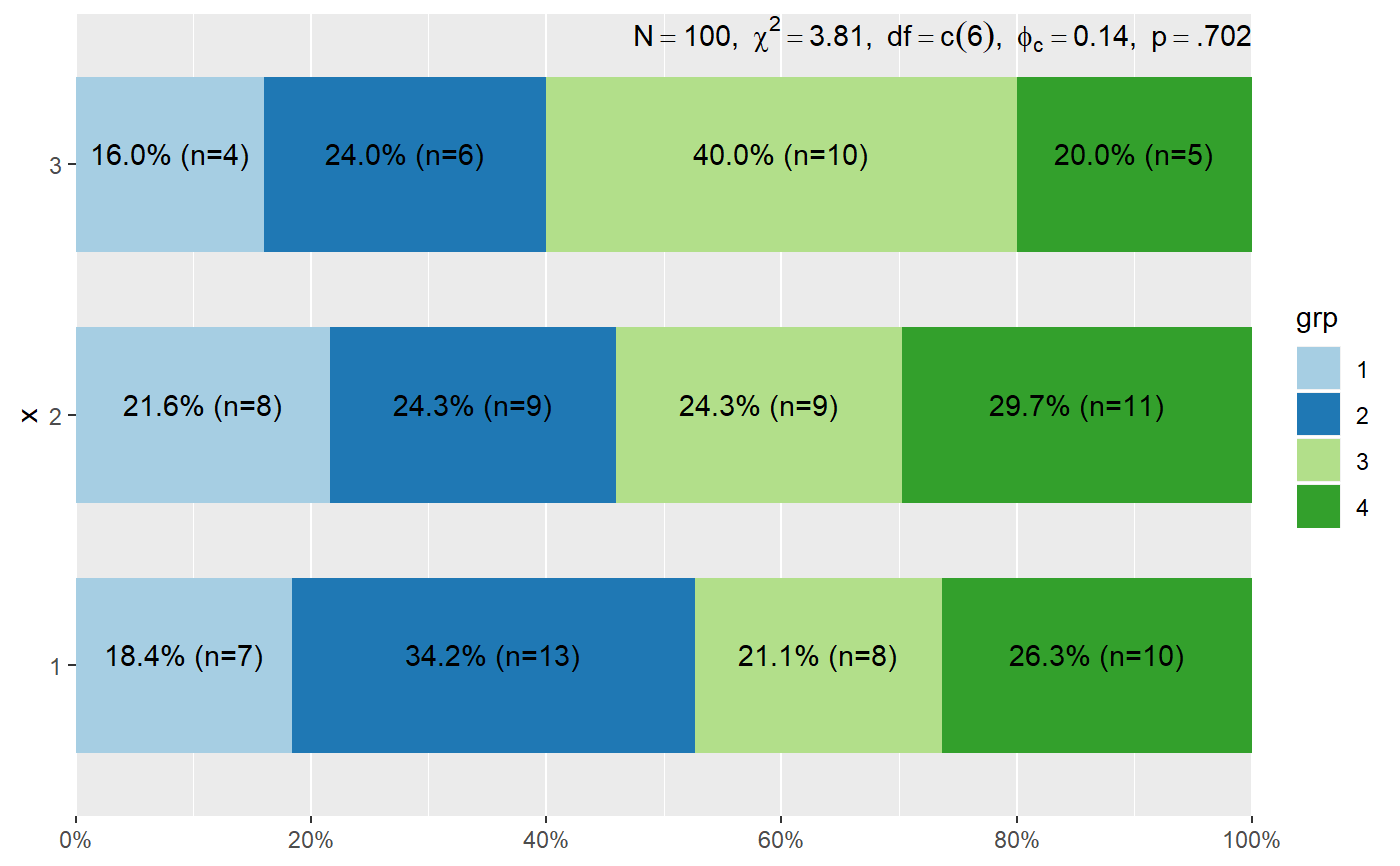 N = 100, χ2 = 3.81, df = c(6), ϕc = 0.14, p = .702
3
16.0% (n=4) 24.0% (n=6) 40.0% (n=10) 20.0% (n=5)
grp
1
2
3
4
x
2
21.6% (n=8) 24.3% (n=9) 24.3% (n=9) 29.7% (n=11)
1
18.4% (n=7) 34.2% (n=13) 21.1% (n=8) 26.3% (n=10)
0% 20% 40% 60% 80% 100%